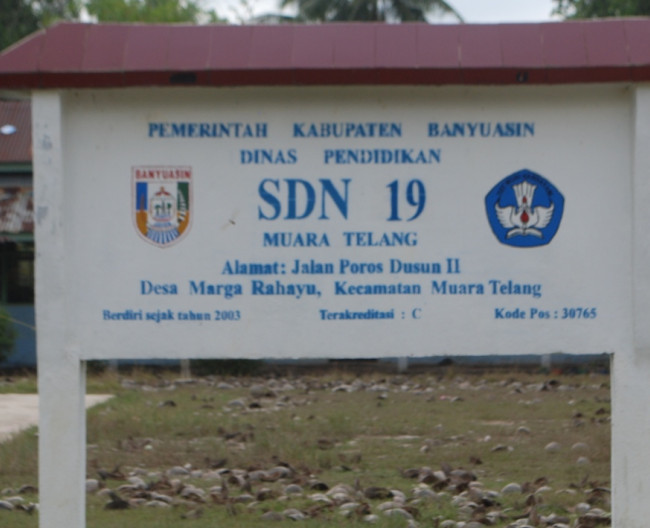 PEMERINTAH KABUPATEN BANYUASIN
DINAS PENDIDIKAN
BANYUASIN
SDN 19
MUARA TELANG
Alamat: Jalan Poros Dusun II
Desa Marga Rahayu, Kecamatan Muara Telang
Berdiri sejak tahun 2003 Terakreditasi : C Kode Pos : 30765